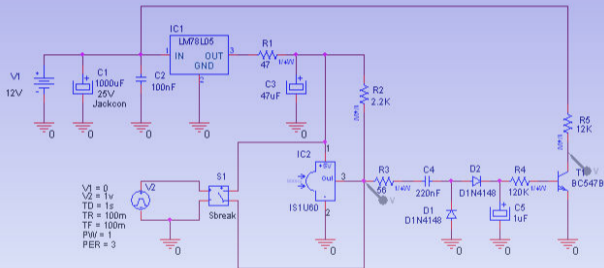 IC1
LM78L05
1 IN OUT 3
GND
2
V1
12V
C1
1000uF
25V
Jackcon
0
C2
100nF
0
0
R1
47
1/4W
C3
47uF
0
R2
2.2K
1/4W
R5
12K
1/4W
IC2
1
+5V
out
3
-
IS1U60
2
0
R3
56
1/4W
V
C4
220nF
D2
D1N4148
D1
D1N4148
0
R4
120K
1/4W
C5
1uF
0
V
T1
BC547B
0
V1 = 0
V2 = 1v
TD = 1s
TR = 100m
TF = 100m
PW = 1
PER = 3
V2
0
S1
Sbreak
0